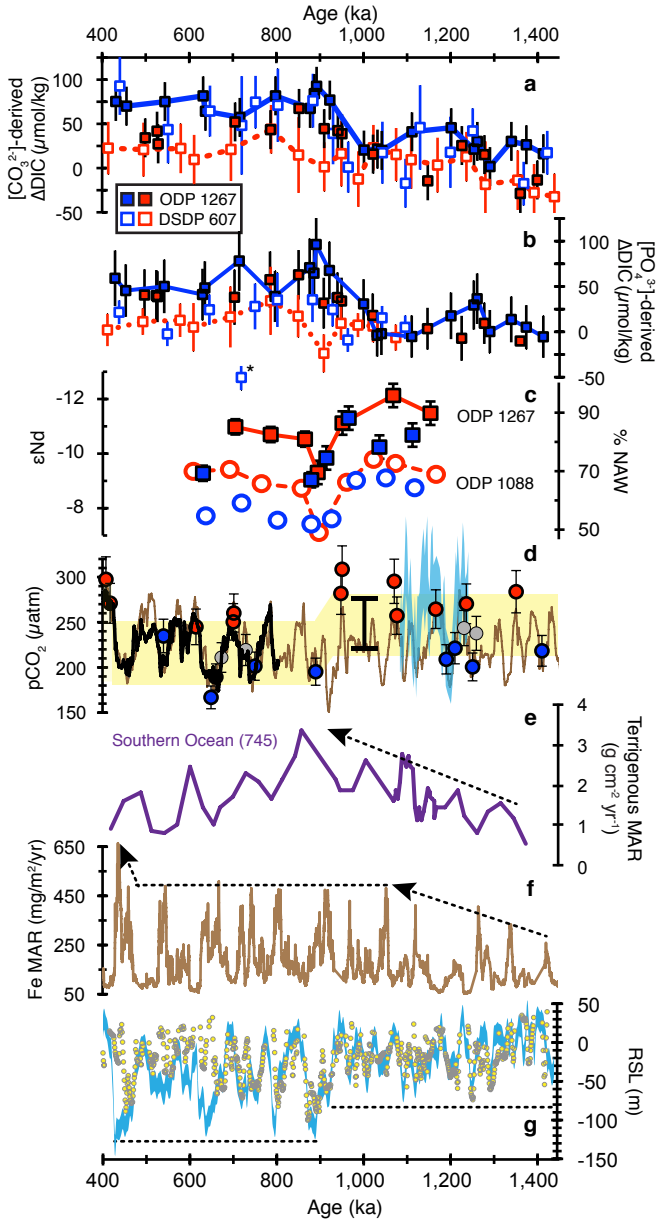 Age (ka)
400 600 800 1,000 1,200 1,400
[CO₃²⁻]-derived
ΔDIC (μmol/kg)
100
50
0
-50
a
ODP 1267
DSDP 607
b
[PO₄³⁻]-derived
ΔDIC (μmol/kg)
100
50
0
-50
*
c
εNd
-12
-10
-8
ODP 1267
ODP 1088
% NAW
90
70
50
d
pCO₂ (μatm)
300
250
200
150
e
Southern Ocean (745)
Terrigenous MAR
(g cm⁻² yr⁻¹)
4
3
2
1
0
f
Fe MAR (mg/m²/yr)
650
450
250
50
g
RSL (m)
50
0
-50
-100
-150
400 600 800 1,000 1,200 1,400
Age (ka)